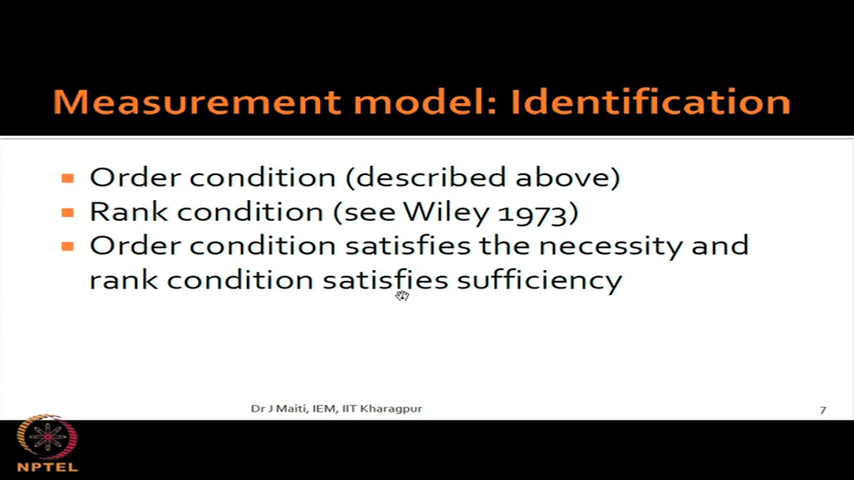 Measurement model: Identification
Order condition (described above)
Rank condition (see Wiley 1973)
Order condition satisfies the necessity and
rank condition satisfies sufficiency
Dr J Maiti, IEM, IIT Kharagpur
7
NPTEL